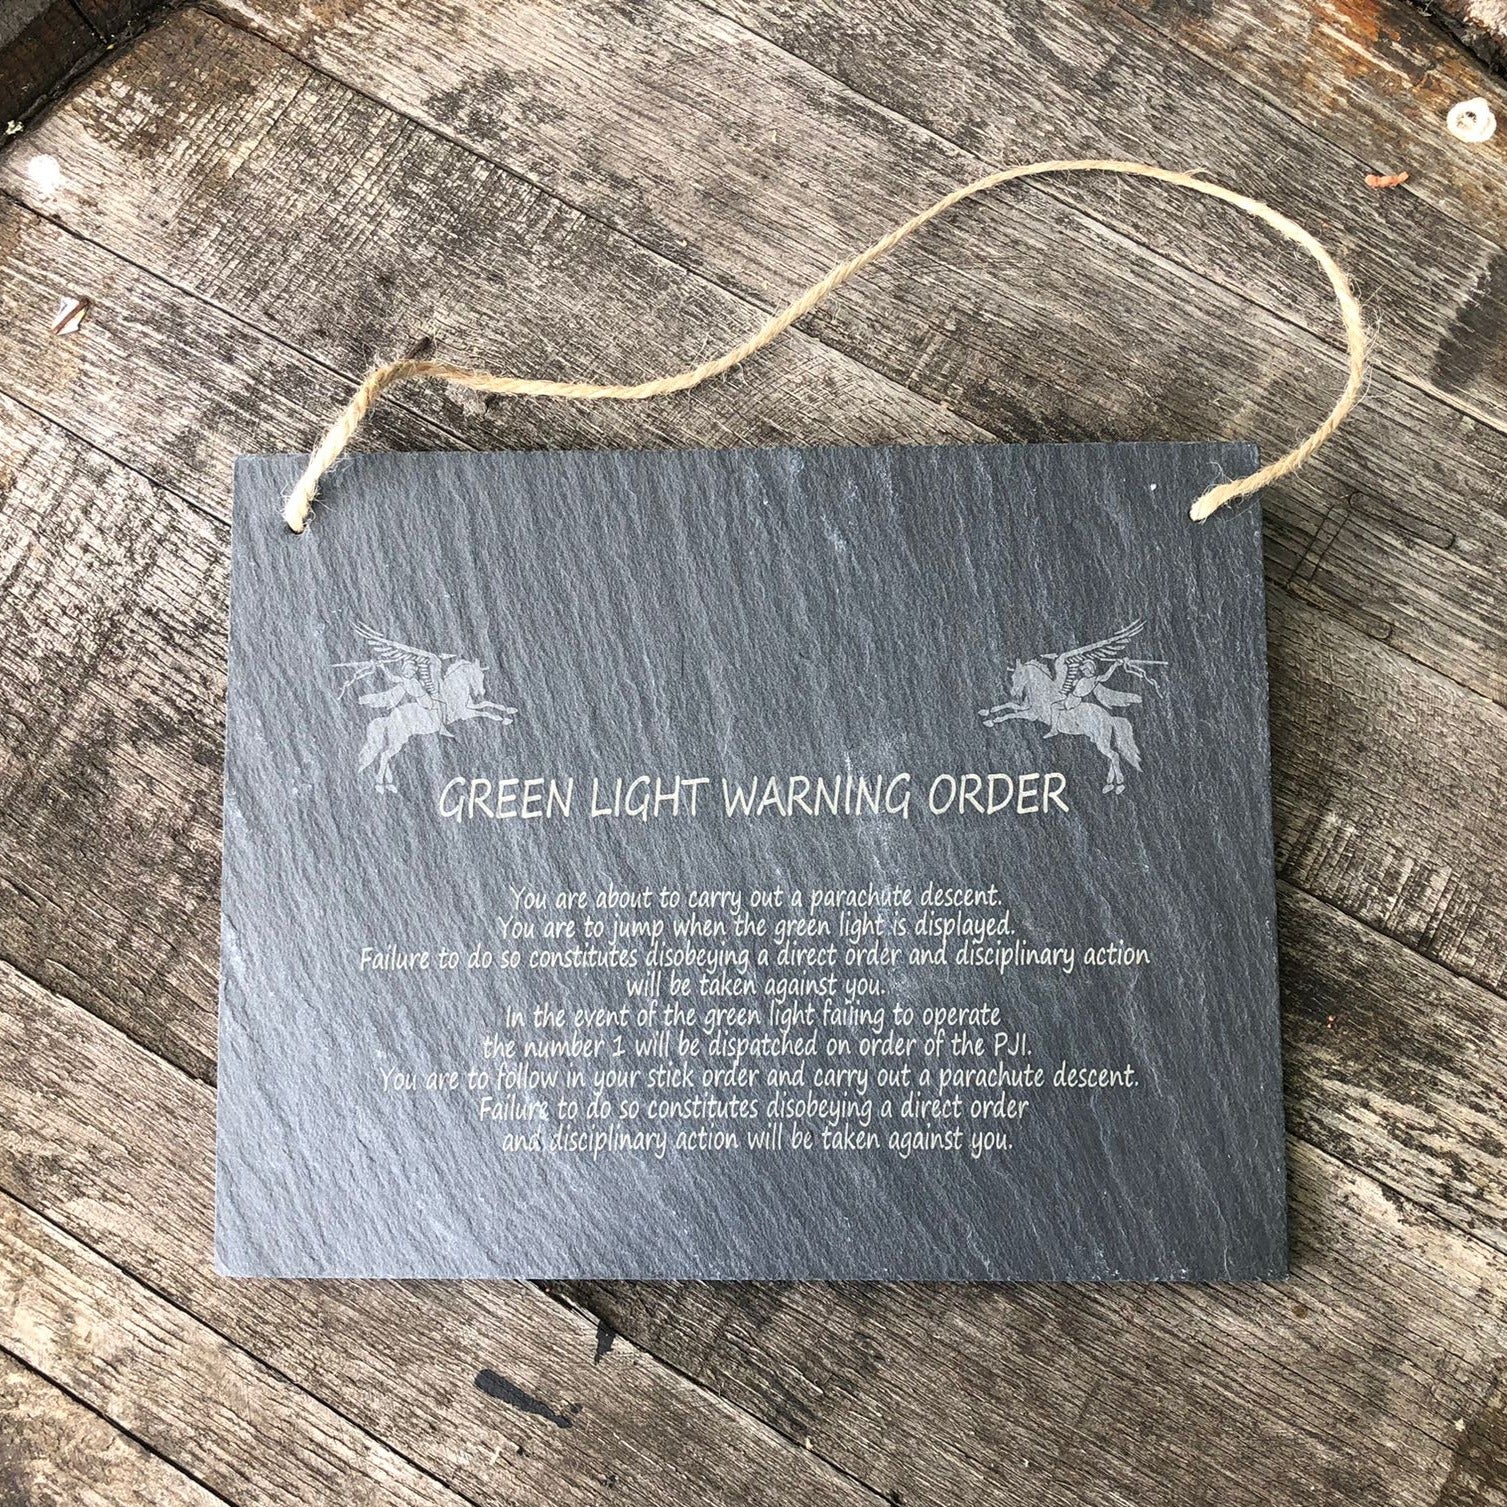 GREEN LIGHT WARNING ORDER
You are about to carry out a parachute descent.
You are to jump when the green light is displayed.
Failure to do so constitutes disobeying a direct order and disciplinary action
will be taken against you.
In the event of the green light failing to operate
the number 1 will be dispatched on order of the PJI.
You are to follow in your stick order and carry out a parachute descent.
Failure to do so constitutes disobeying a direct order
and disciplinary action will be taken against you.